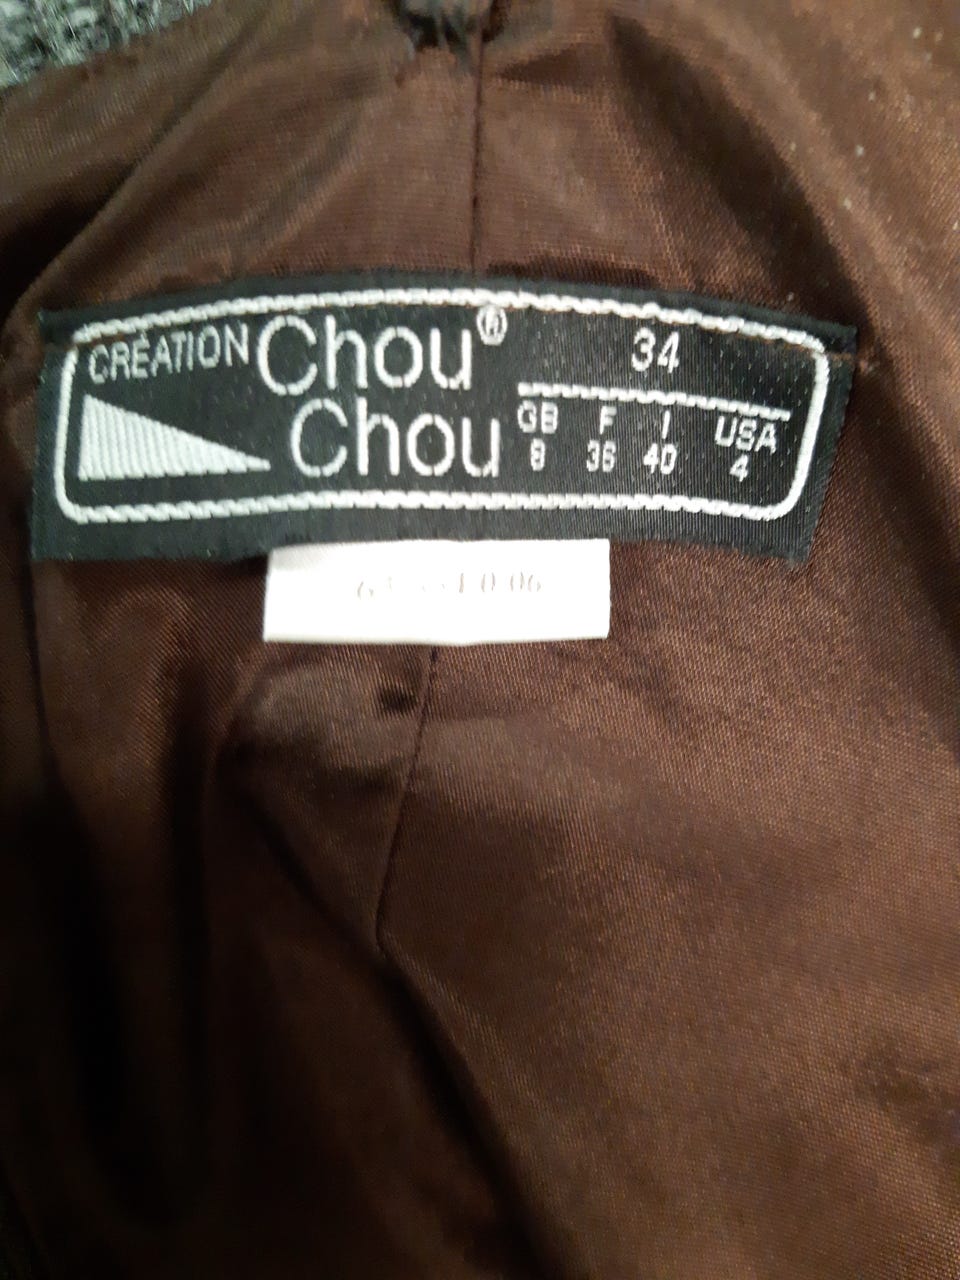 CRÉATION Chou®
Chou
34
GB F I USA
8 36 40 4